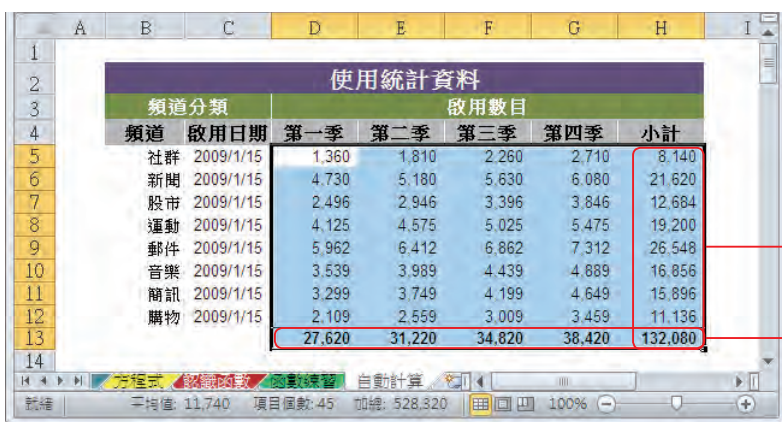 A B C D E F G H I
1
2 使用統計資料
3 頻道分類 啟用數目
4 頻道 啟用日期 第一季 第二季 第三季 第四季 小計
5 社群 2009/1/15 1,360 1,810 2,260 2,710 8,140
6 新聞 2009/1/15 4,730 5,180 5,630 6,080 21,620
7 股市 2009/1/15 2,496 2,946 3,396 3,846 12,684
8 運動 2009/1/15 4,125 4,575 5,025 5,475 19,200
9 郵件 2009/1/15 5,962 6,412 6,862 7,312 26,548
10 音樂 2009/1/15 3,539 3,989 4,439 4,889 16,856
11 簡訊 2009/1/15 3,299 3,749 4,199 4,649 15,896
12 購物 2009/1/15 2,109 2,559 3,009 3,459 11,136
13 27,620 31,220 34,820 38,420 132,080
14
方程式 認識函數 函數練習 自動計算
就緒 平均值: 11,740 項目個數: 45 加總: 528,320 100%